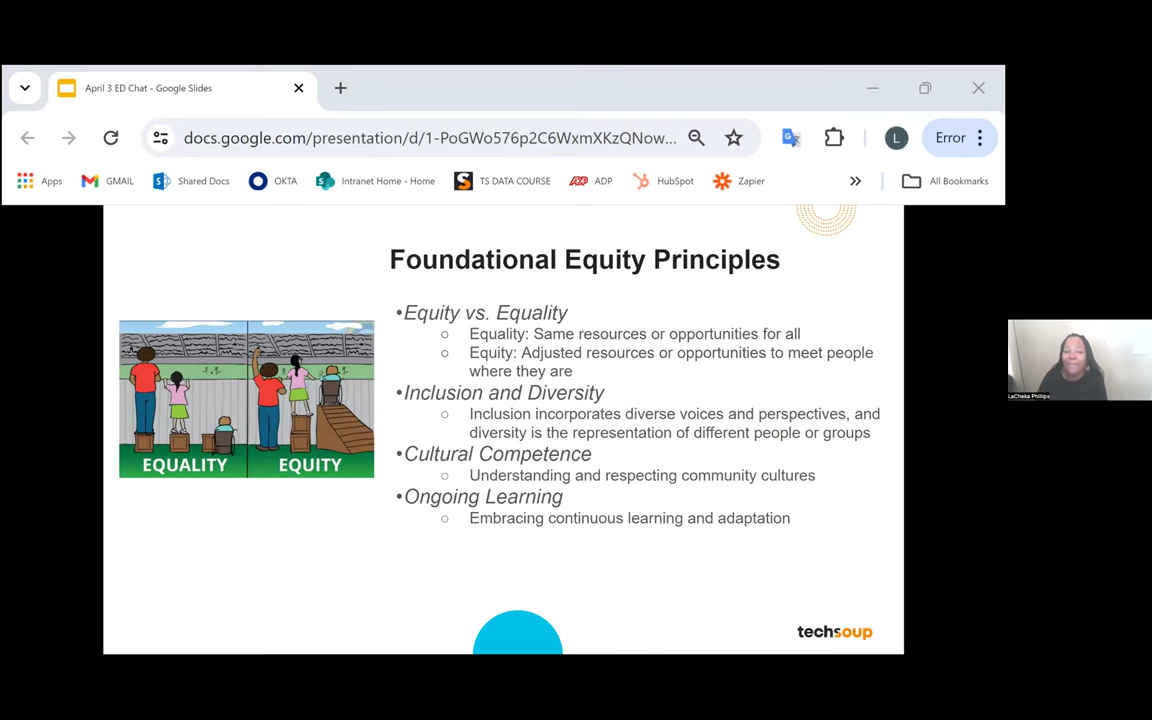 April 3 ED Chat - Google Slides
docs.google.com/presentation/d/1-PoGWo576p2C6WxmXKzQNow...
L
Error
Apps
GMAIL
Shared Docs
OKTA
Intranet Home - Home
TS DATA COURSE
ADP
HubSpot
Zapier
All Bookmarks
Foundational Equity Principles
•Equity vs. Equality
○ Equality: Same resources or opportunities for all
○ Equity: Adjusted resources or opportunities to meet people
where they are
•Inclusion and Diversity
○ Inclusion incorporates diverse voices and perspectives, and
diversity is the representation of different people or groups
•Cultural Competence
○ Understanding and respecting community cultures
•Ongoing Learning
○ Embracing continuous learning and adaptation
EQUALITY
EQUITY
techsoup
LaCheka Phillips